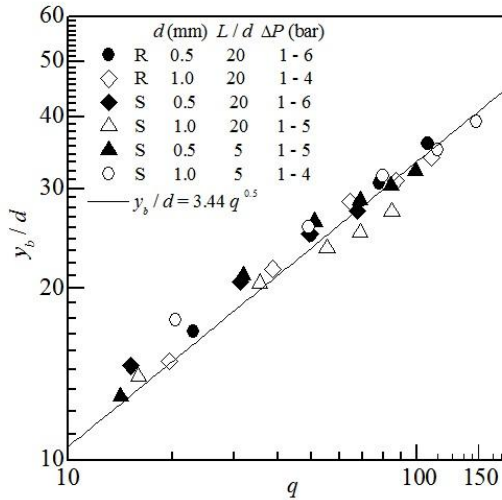 60
d (mm) L / d ΔP (bar)
R 0.5 20 1 - 6
R 1.0 20 1 - 4
S 0.5 20 1 - 6
S 1.0 20 1 - 5
S 0.5 5 1 - 5
S 1.0 5 1 - 4
y_b / d = 3.44 q^0.5
50
40
30
20
10
y_b / d
10 50 100 150
q